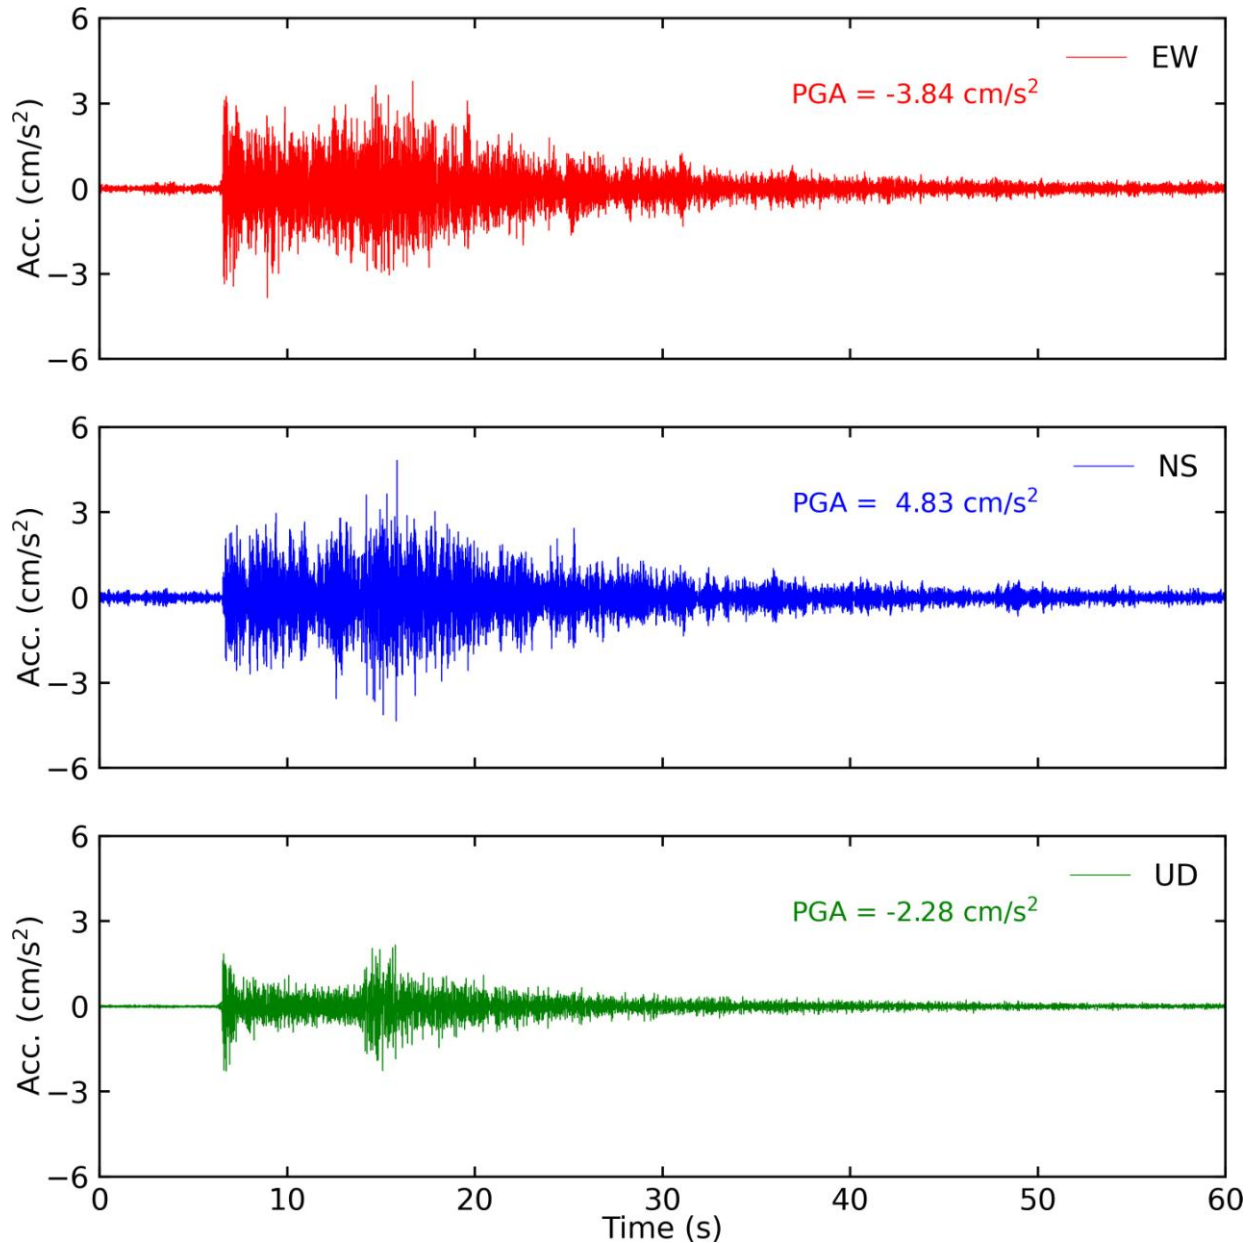 6
3
0
−3
−6
Acc. (cm/s²)
EW
PGA = -3.84 cm/s²
6
3
0
−3
−6
Acc. (cm/s²)
NS
PGA =  4.83 cm/s²
6
3
0
−3
−6
Acc. (cm/s²)
UD
PGA = -2.28 cm/s²
0 10 20 30 40 50 60
Time (s)